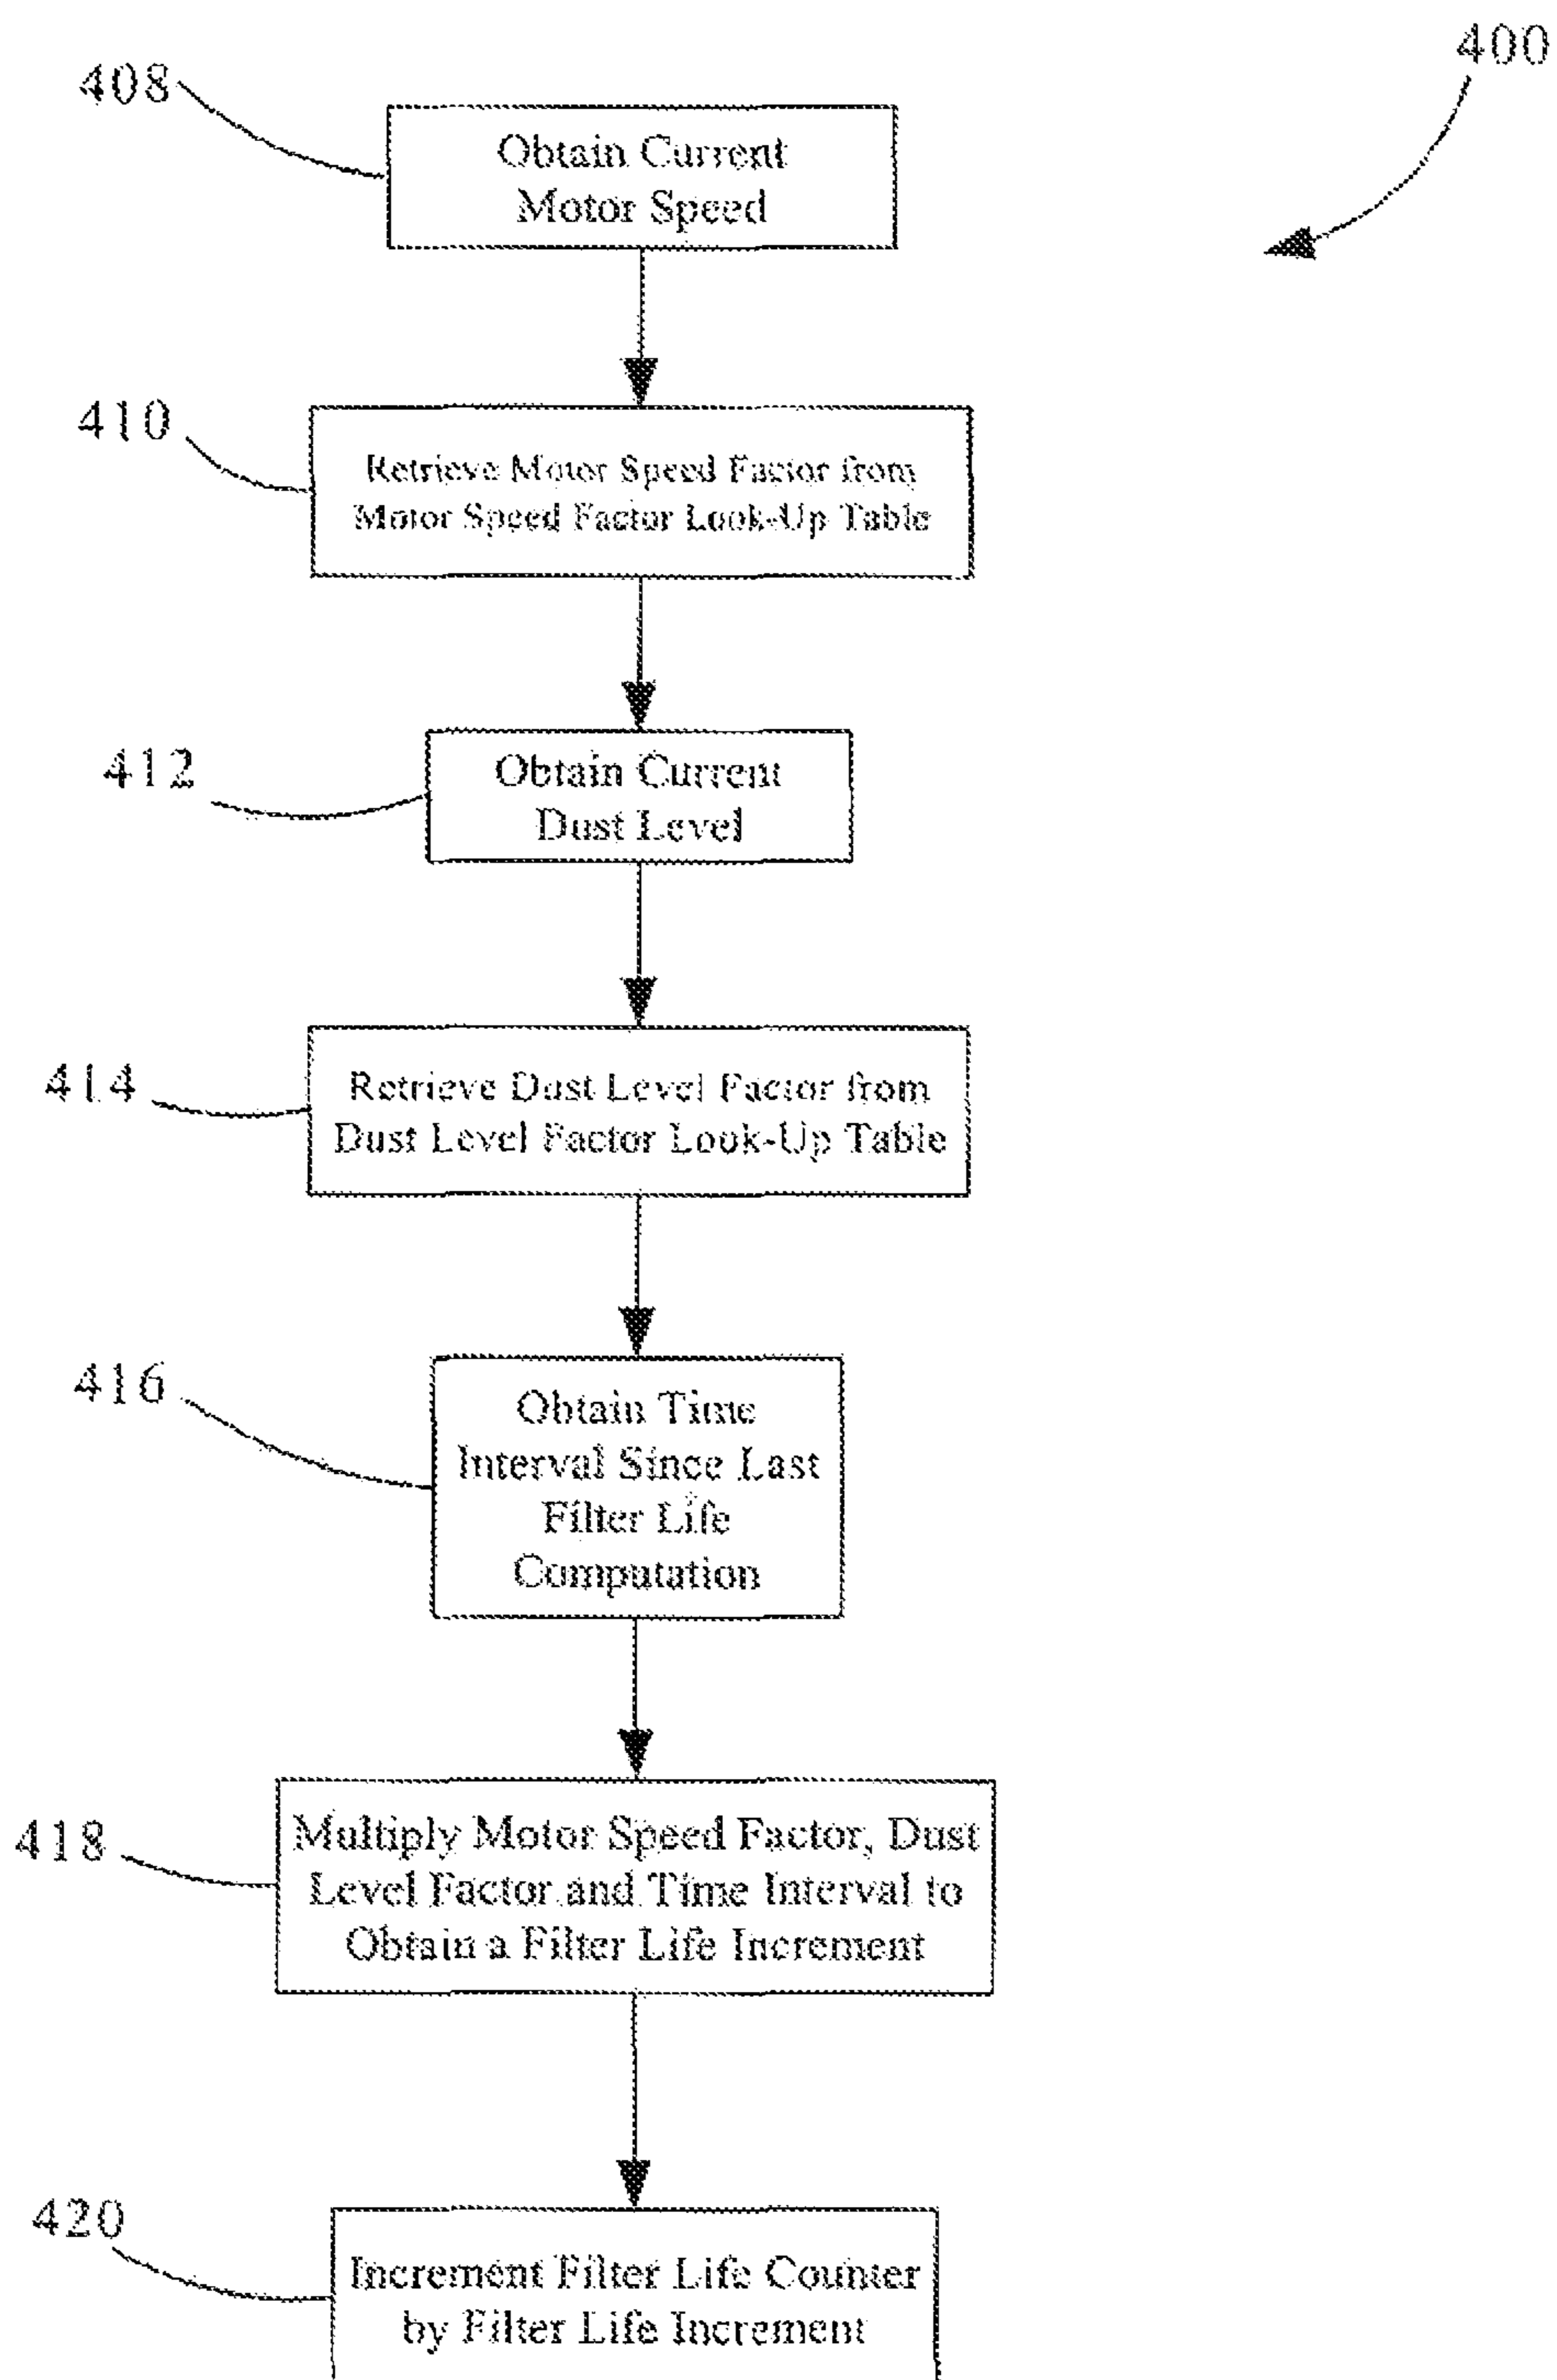 400
408
Obtain Current
Motor Speed
410
Retrieve Motor Speed Factor from
Motor Speed Factor Look-Up Table
412
Obtain Current
Dust Level
414
Retrieve Dust Level Factor from
Dust Level Factor Look-Up Table
416
Obtain Time
Interval Since Last
Filter Life
Computation
418
Multiply Motor Speed Factor, Dust
Level Factor and Time Interval to
Obtain a Filter Life Increment
420
Increment Filter Life Counter
by Filter Life Increment